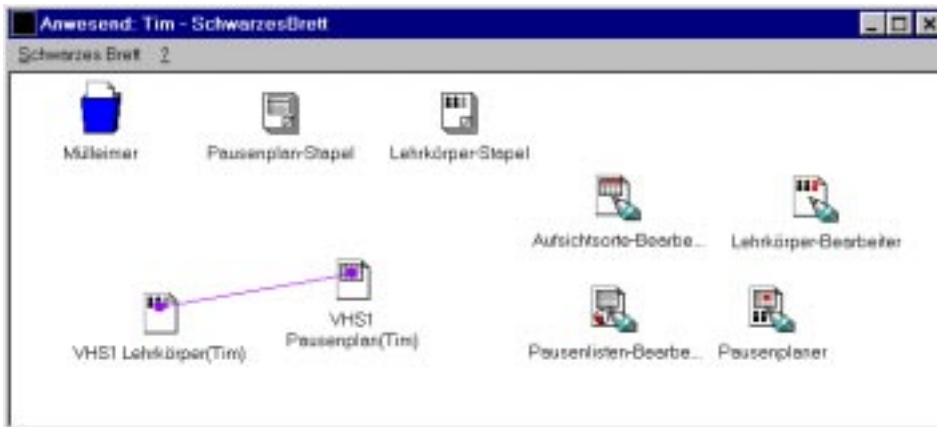 Anwesend: Tim - SchwarzesBrett
Schwarzes Brett ?
Mülleimer
Pausenplan-Stapel
Lehrkörper-Stapel
Aufsichtsorte-Bearbe...
Lehrkörper-Bearbeiter
VHS1 Lehrkörper(Tim)
VHS1
Pausenplan(Tim)
Pausenlisten-Bearbe...
Pausenplaner